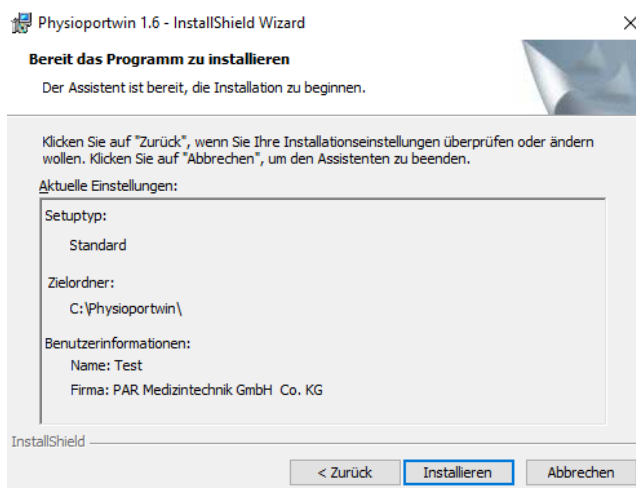 Physioportwin 1.6 - InstallShield Wizard
Bereit das Programm zu installieren
Der Assistent ist bereit, die Installation zu beginnen.
Klicken Sie auf "Zurück", wenn Sie Ihre Installationseinstellungen überprüfen oder ändern
wollen. Klicken Sie auf "Abbrechen", um den Assistenten zu beenden.
Aktuelle Einstellungen:
Setuptyp:
Standard
Zielordner:
C:\Physioportwin\
Benutzerinformationen:
Name: Test
Firma: PAR Medizintechnik GmbH  Co. KG
InstallShield
< Zurück
Installieren
Abbrechen